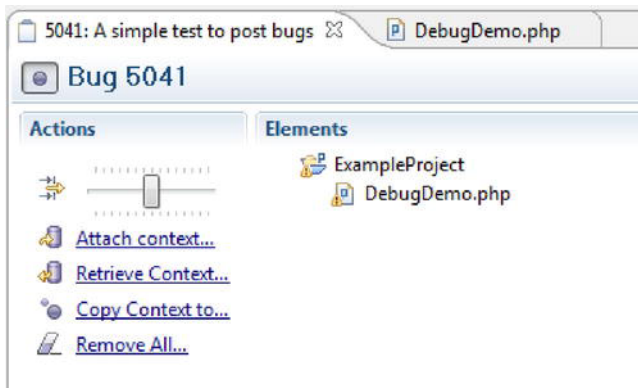 5041: A simple test to post bugs
DebugDemo.php
Bug 5041
Actions
Elements
ExampleProject
DebugDemo.php
Attach context...
Retrieve Context...
Copy Context to...
Remove All...